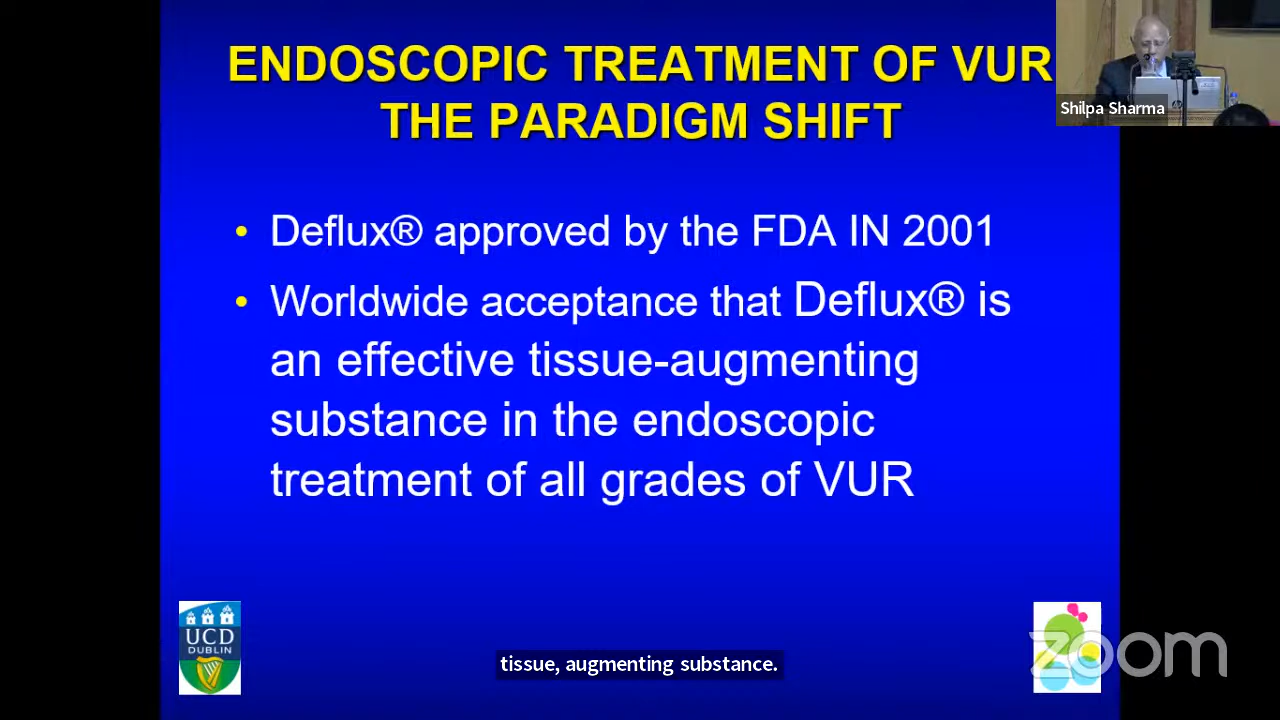 ENDOSCOPIC TREATMENT OF VUR
THE PARADIGM SHIFT
Shilpa Sharma
• Deflux® approved by the FDA IN 2001
• Worldwide acceptance that Deflux® is
an effective tissue-augmenting
substance in the endoscopic
treatment of all grades of VUR
UCD
DUBLIN
tissue, augmenting substance.
zoom